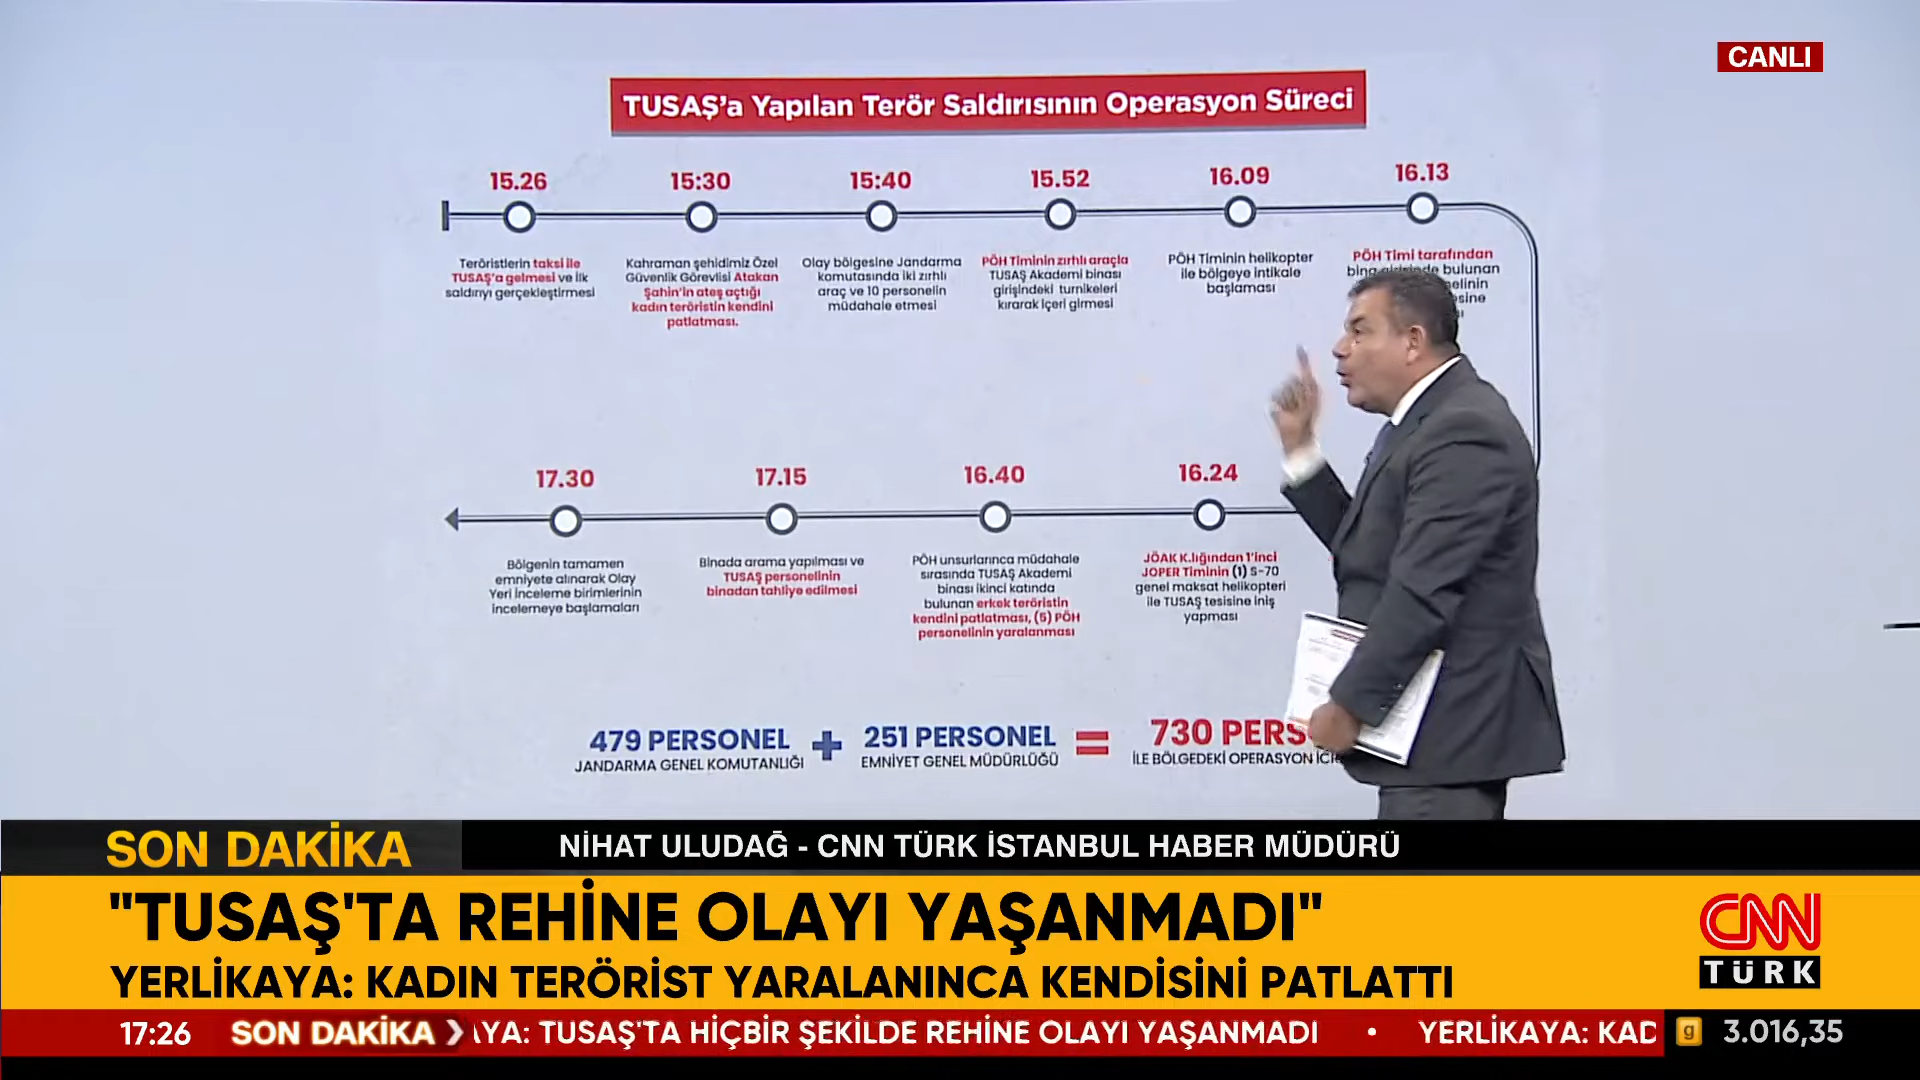 CANLI
TUSAŞ'a Yapılan Terör Saldırısının Operasyon Süreci
15.26
Teröristlerin taksi ile
TUSAŞ'a gelmesi ve ilk
saldırıyı gerçekleştirmesi
15:30
Kahraman şehidimiz Özel
Güvenlik Görevlisi Atakan
Şahin'in ateş açtığı
kadın teröristin kendini
patlatması.
15:40
Olay bölgesine Jandarma
komutasında iki zırhlı
araç ve 10 personelin
müdahale etmesi
15.52
PÖH Timinin zırhlı araçla
TUSAŞ Akademi binası
girişindeki turnikeleri
kırarak içeri girmesi
16.09
PÖH Timinin helikopter
ile bölgeye intikale
başlaması
16.13
PÖH Timi tarafından
bulunan
16.24
JÖAK K.lığından 1'inci
JOPER Timinin (1) S-70
genel maksat helikopteri
ile TUSAŞ tesisine iniş
yapması
16.40
PÖH unsurlarınca müdahale
sırasında TUSAŞ Akademi
binası ikinci katında
bulunan erkek teröristin
kendini patlatması, (5) PÖH
personelinin yaralanması
17.15
Binada arama yapılması ve
TUSAŞ personelinin
binadan tahliye edilmesi
17.30
Bölgenin tamamen
emniyete alınarak Olay
Yeri İnceleme birimlerinin
incelemeye başlamaları
479 PERSONEL
JANDARMA GENEL KOMUTANLIĞI
+
251 PERSONEL
EMNİYET GENEL MÜDÜRLÜĞÜ
=
730 PERS
İLE BÖLGEDEKİ OPERASYON
SON DAKİKA
NİHAT ULUDAĞ - CNN TÜRK İSTANBUL HABER MÜDÜRÜ
"TUSAŞ'TA REHİNE OLAYI YAŞANMADI"
YERLİKAYA: KADIN TERÖRİST YARALANINCA KENDİSİNİ PATLATTI
CNN
TÜRK
17:26 SON DAKİKA AYA: TUSAŞ'TA HİÇBİR ŞEKİLDE REHİNE OLAYI YAŞANMADI • YERLİKAYA: KAD g 3.016,35